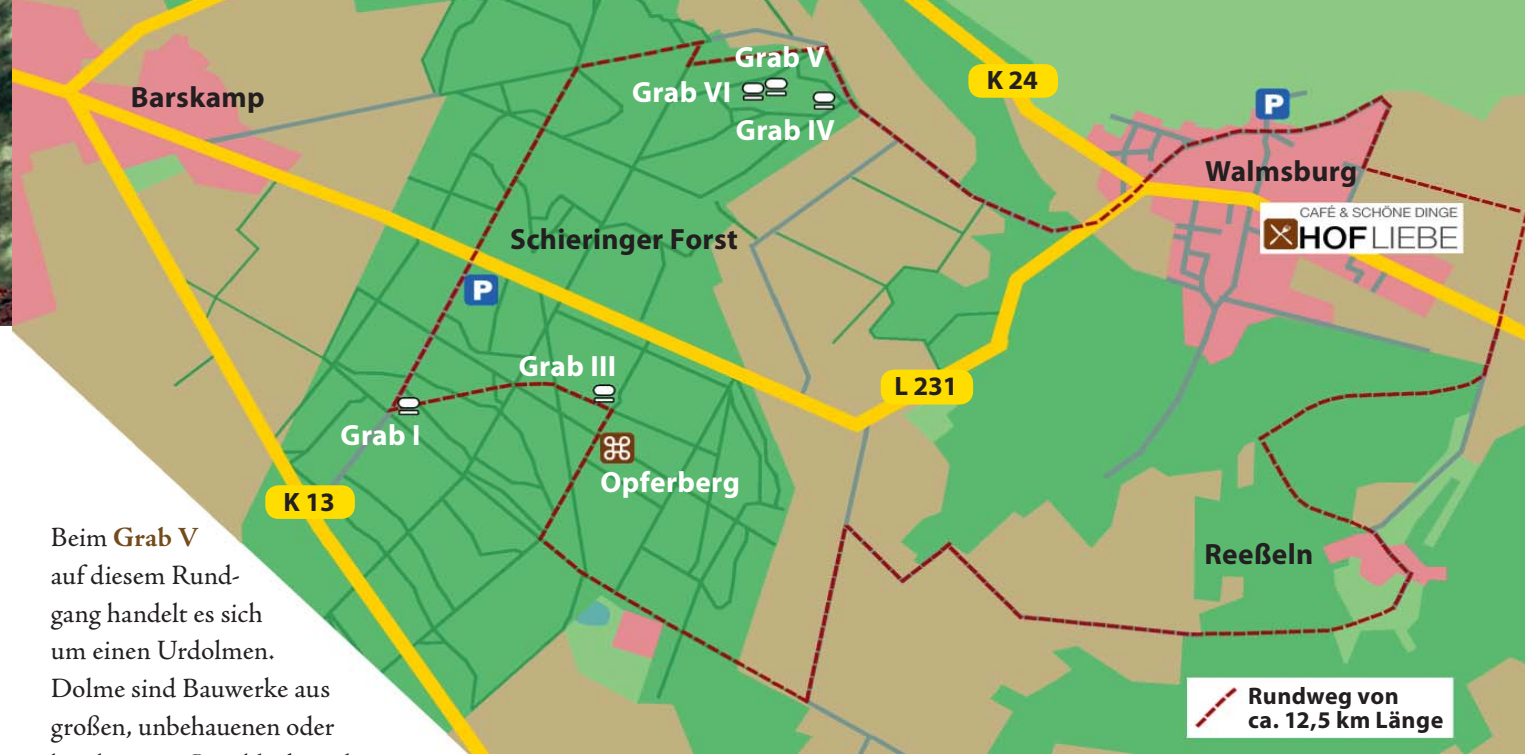 Grab V
K 24
Grab VI
Barskamp
P
Grab IV
Walmsburg
CAFÉ & SCHÖNE DINGE
HOFLIEBE
Schieringer Forst
P
Grab III
L 231
Grab I
Opferberg
K 13
Reeßeln
Rundweg von
ca. 12,5 km Länge
Beim Grab V
auf diesem Rund-
gang handelt es sich
um einen Urdolmen.
Dolme sind Bauwerke aus
großen, unbehauenen oder